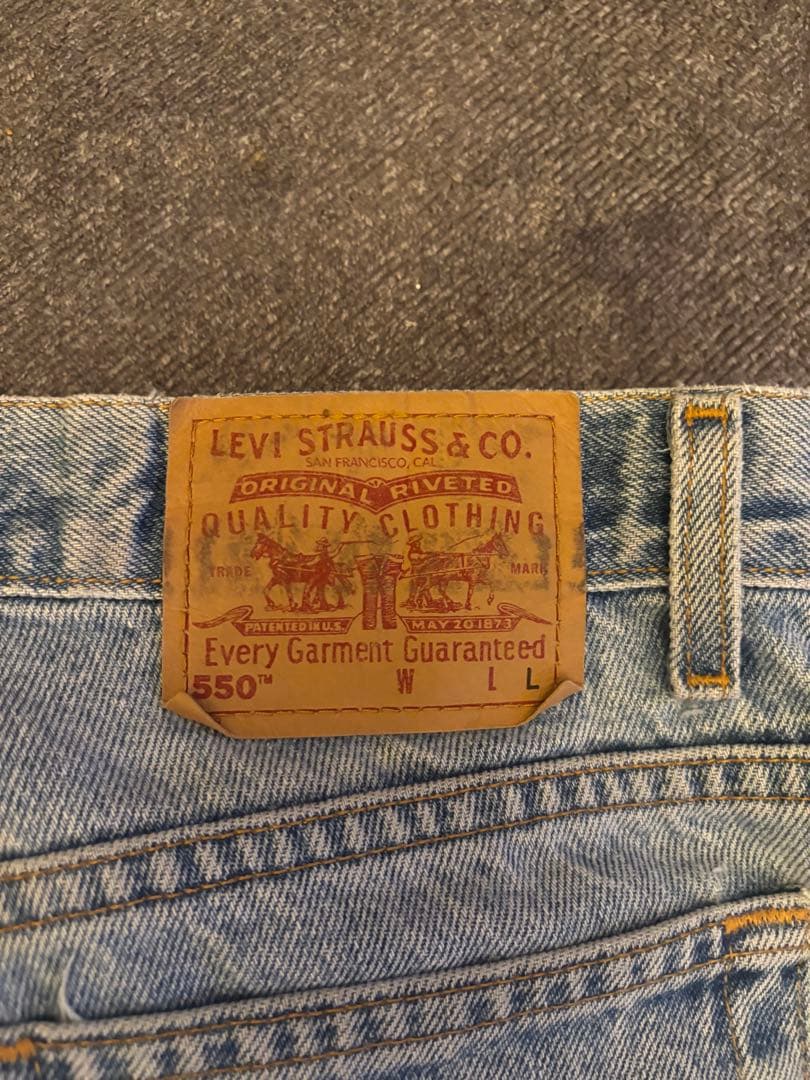 LEVI STRAUSS & CO.
SAN FRANCISCO, CAL.
ORIGINAL RIVETED
QUALITY CLOTHING
TRADE MARK
PATENTED IN U.S. MAY 20 1873
Every Garment Guaranteed
550™ W L L